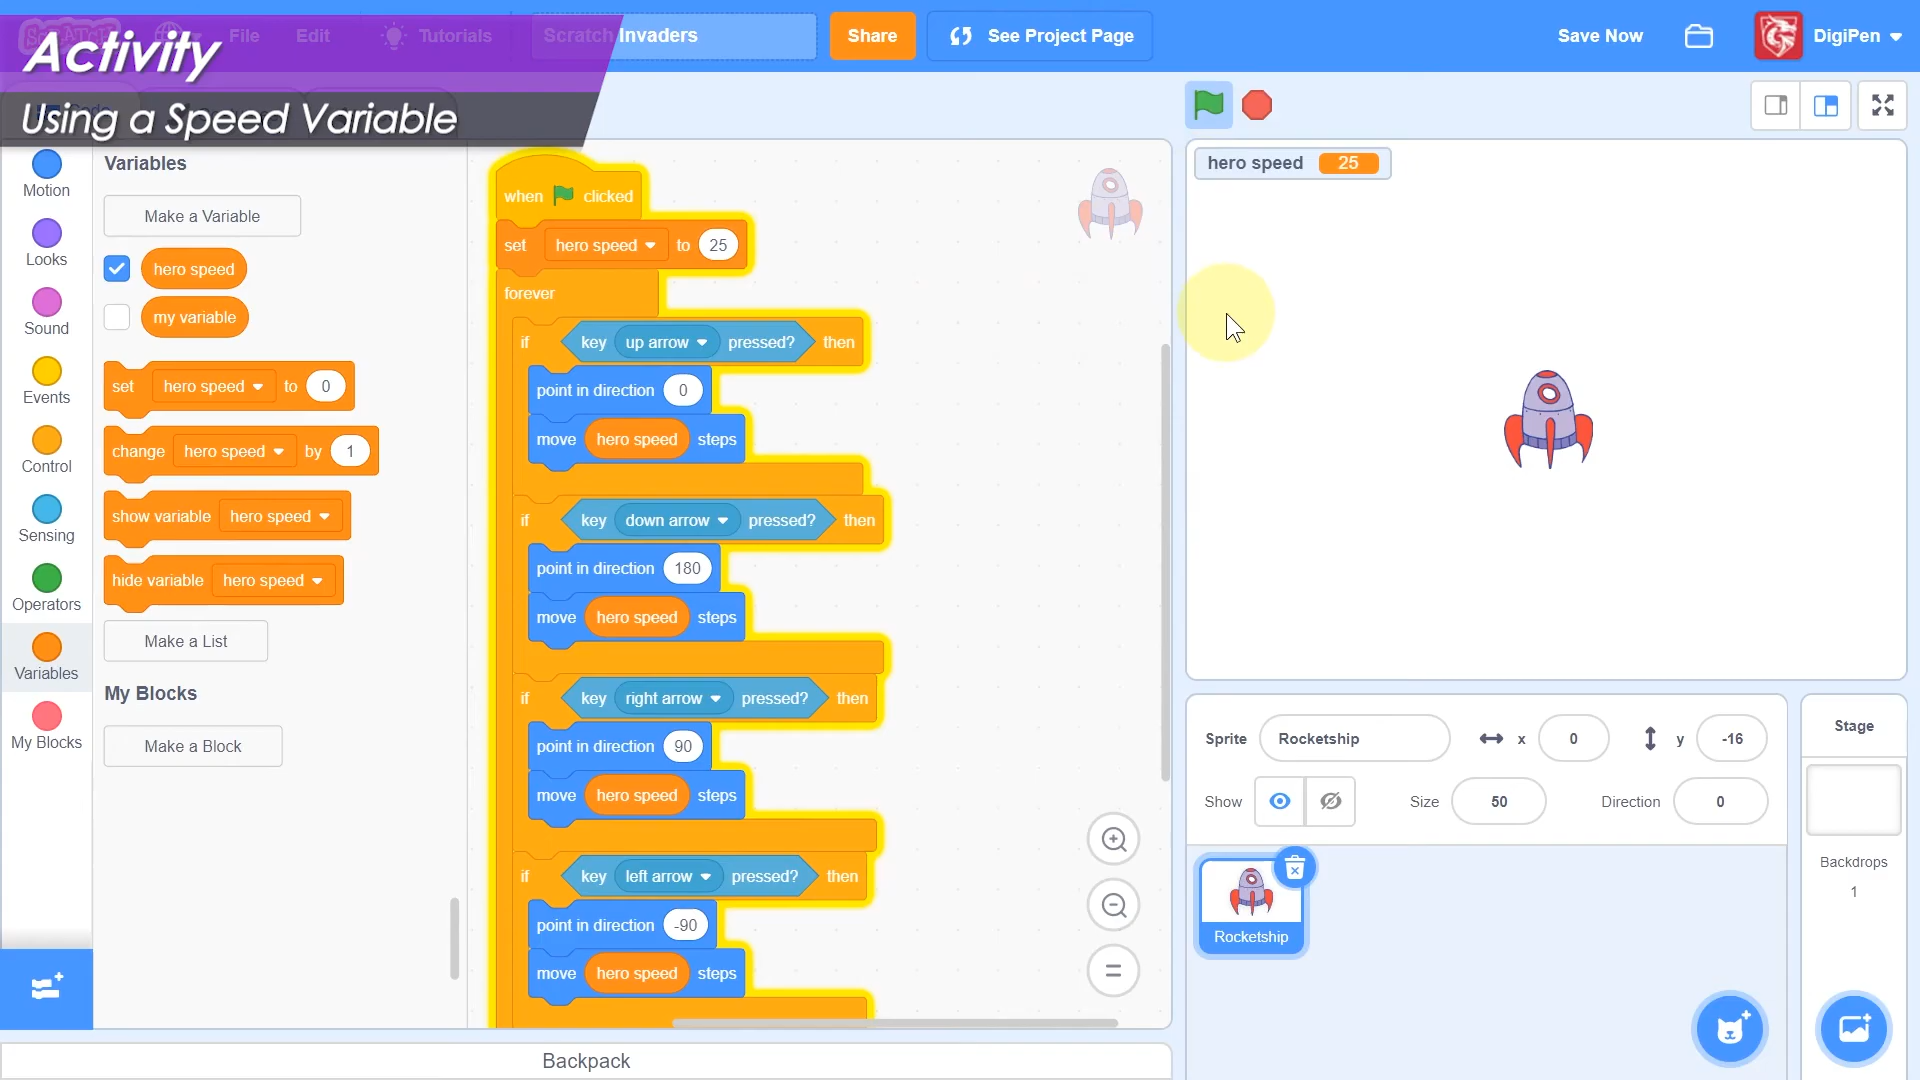 Activity
Using a Speed Variable
File
Edit
Tutorials
Scratch Invaders
Share
See Project Page
Save Now
DigiPen
Motion
Looks
Sound
Events
Control
Sensing
Operators
Variables
My Blocks
Variables
Make a Variable
hero speed
my variable
set hero speed to 0
change hero speed by 1
show variable hero speed
hide variable hero speed
Make a List
My Blocks
Make a Block
when clicked
set hero speed to 25
forever
if key up arrow pressed? then
point in direction 0
move hero speed steps
if key down arrow pressed? then
point in direction 180
move hero speed steps
if key right arrow pressed? then
point in direction 90
move hero speed steps
if key left arrow pressed? then
point in direction -90
move hero speed steps
Backpack
hero speed 25
Sprite Rocketship x 0 y -16
Show Size 50 Direction 0
Rocketship
Stage
Backdrops
1